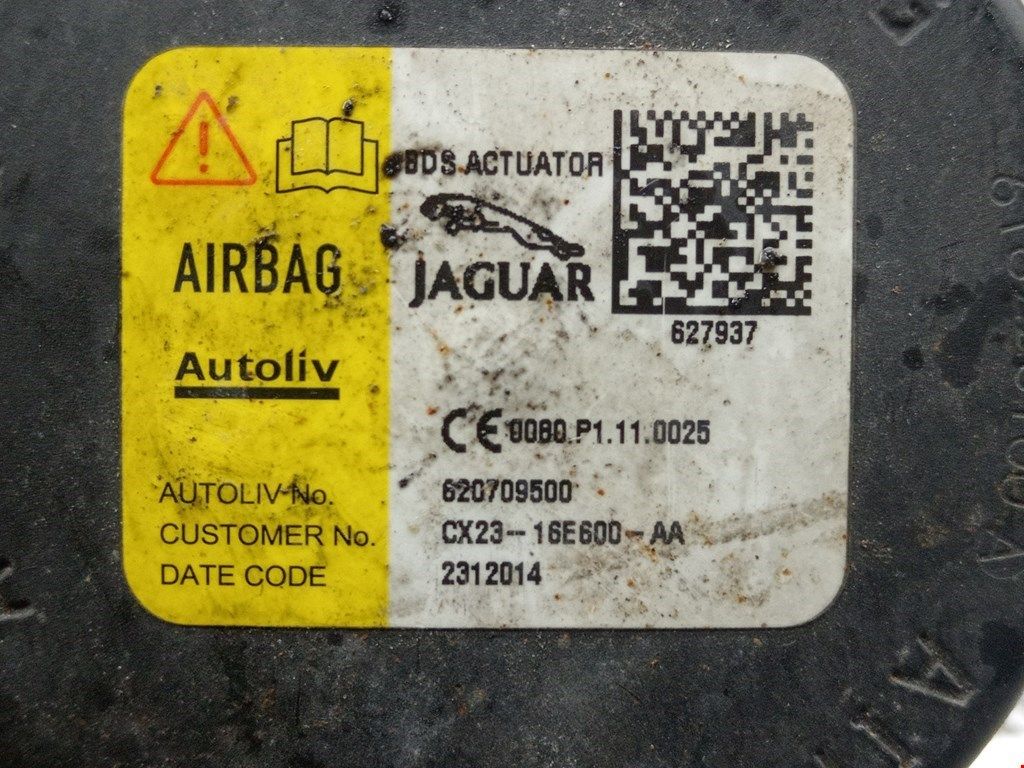 BDS ACTUATOR
JAGUAR
627937
AIRBAG
Autoliv
CE 0080.P1.11.0025
AUTOLIV No. 620709500
CUSTOMER No. CX23-16E600-AA
DATE CODE 2312014